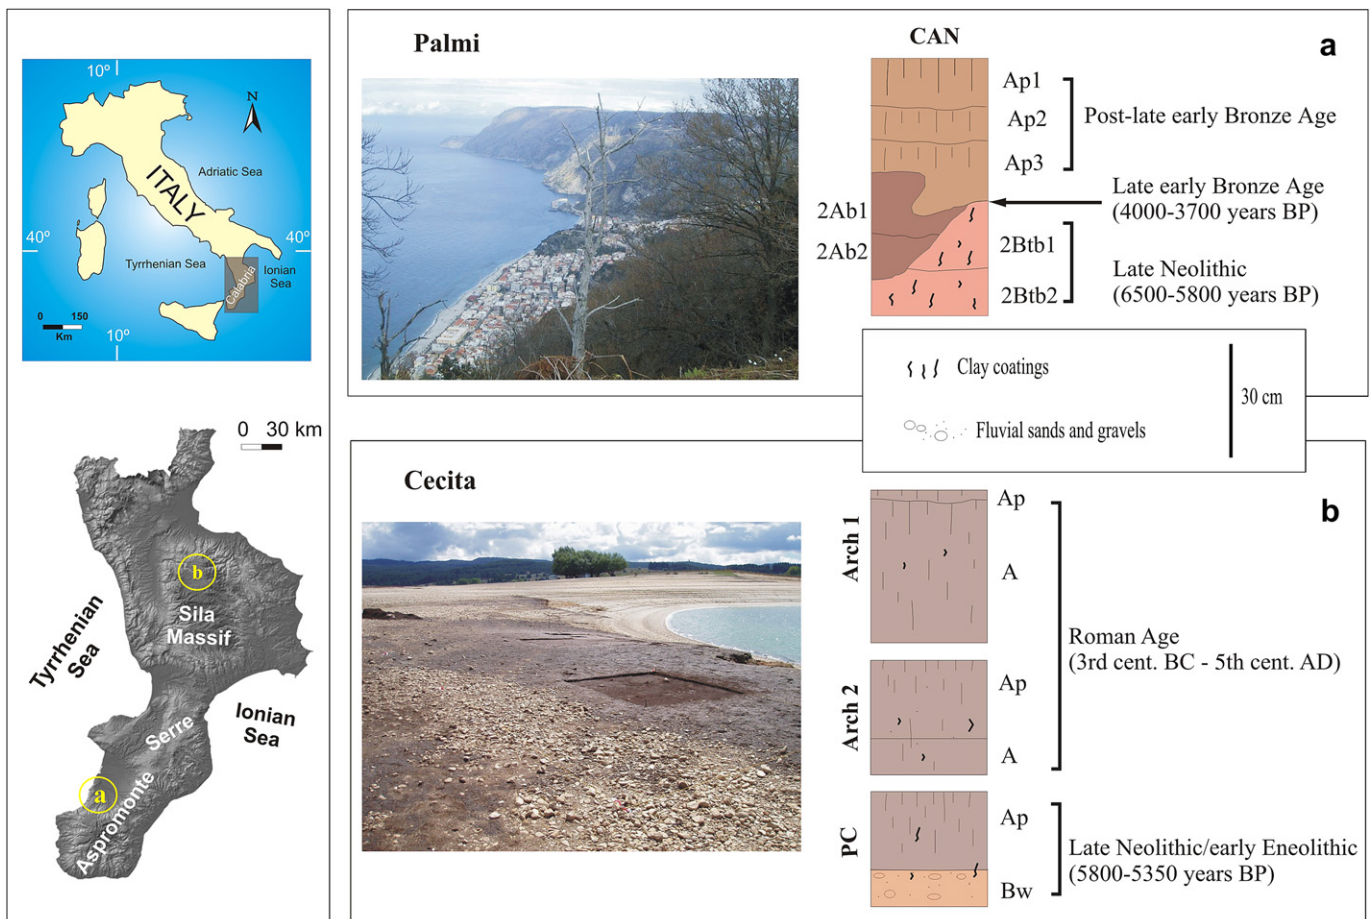 10°
N
Adriatic Sea
ITALY
40°
40°
Tyrrhenian Sea
Ionian
Sea
Calabria
0 150
Km
10°
0 30 km
b
Sila
Massif
Tyrrhenian
Sea
Ionian
Sea
Serre
a
Aspromonte
Palmi
CAN
a
Ap1
Ap2
Ap3
Post-late early Bronze Age
2Ab1
2Ab2
Late early Bronze Age
(4000-3700 years BP)
2Btb1
2Btb2
Late Neolithic
(6500-5800 years BP)
Clay coatings
Fluvial sands and gravels
30 cm
Cecita
b
Arch 1
Ap
A
Arch 2
Ap
A
Roman Age
(3rd cent. BC - 5th cent. AD)
PC
Ap
Bw
Late Neolithic/early Eneolithic
(5800-5350 years BP)